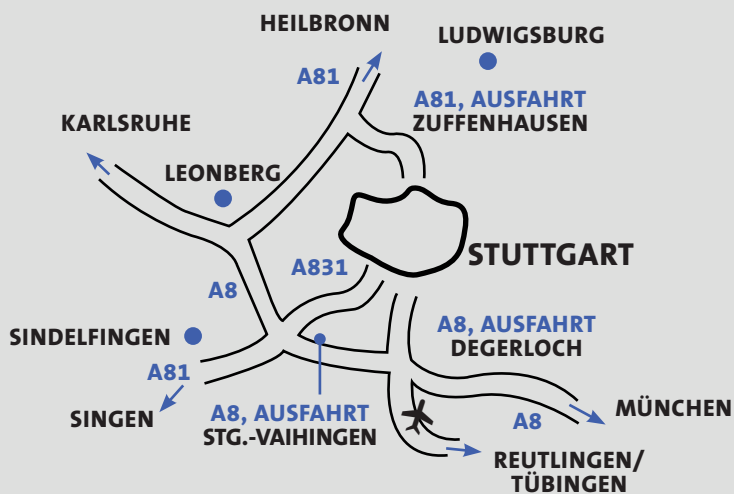 HEILBRONN
LUDWIGSBURG
A81
A81, AUSFAHRT
ZUFFENHAUSEN
KARLSRUHE
LEONBERG
STUTTGART
A831
A8
SINDELFINGEN
A8, AUSFAHRT
DEGERLOCH
A81
SINGEN
A8, AUSFAHRT
STG.-VAIHINGEN
A8
MÜNCHEN
REUTLINGEN/
TÜBINGEN